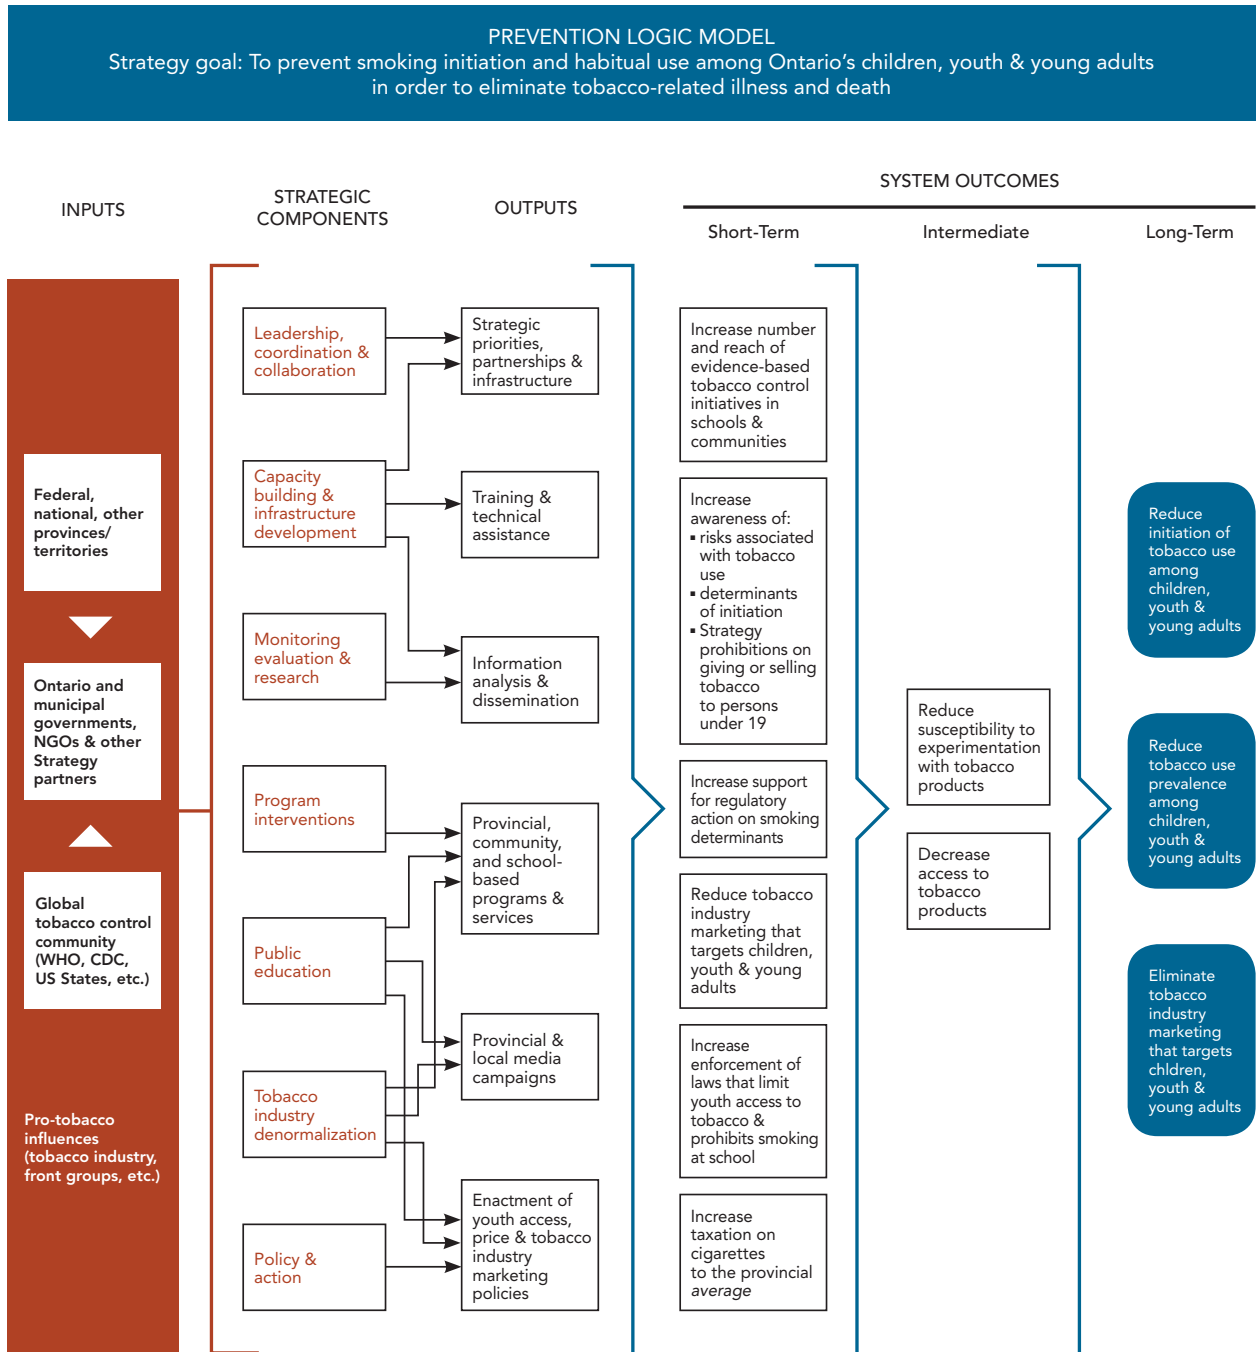 PREVENTION LOGIC MODEL
Strategy goal: To prevent smoking initiation and habitual use among Ontario's children, youth & young adults
in order to eliminate tobacco-related illness and death
INPUTS
STRATEGIC
COMPONENTS
OUTPUTS
SYSTEM OUTCOMES
Short-Term
Intermediate
Long-Term
Federal,
national, other
provinces/
territories
Ontario and
municipal
governments,
NGOs & other
Strategy
partners
Global
tobacco control
community
(WHO, CDC,
US States, etc.)
Pro-tobacco
influences
(tobacco industry,
front groups, etc.)
Leadership,
coordination &
collaboration
Capacity
building &
infrastructure
development
Monitoring
evaluation &
research
Program
interventions
Public
education
Tobacco
industry
denormalization
Policy &
action
Strategic
priorities,
partnerships &
infrastructure
Training &
technical
assistance
Information
analysis &
dissemination
Provincial,
community,
and school-
based
programs &
services
Provincial &
local media
campaigns
Enactment of
youth access,
price & tobacco
industry
marketing
policies
Increase number
and reach of
evidence-based
tobacco control
initiatives in
schools &
communities
Increase
awareness of:
▪ risks associated
with tobacco
use
▪ determinants
of initiation
▪ Strategy
prohibitions on
giving or selling
tobacco
to persons
under 19
Increase support
for regulatory
action on smoking
determinants
Reduce tobacco
industry
marketing that
targets children,
youth & young
adults
Increase
enforcement of
laws that limit
youth access to
tobacco &
prohibits smoking
at school
Increase
taxation on
cigarettes
to the provincial
average
Reduce
susceptibility to
experimentation
with tobacco
products
Decrease
access to
tobacco
products
Reduce
initiation of
tobacco use
among
children,
youth &
young adults
Reduce
tobacco use
prevalence
among
children,
youth &
young adults
Eliminate
tobacco
industry
marketing
that targets
chldren,
youth &
young adults